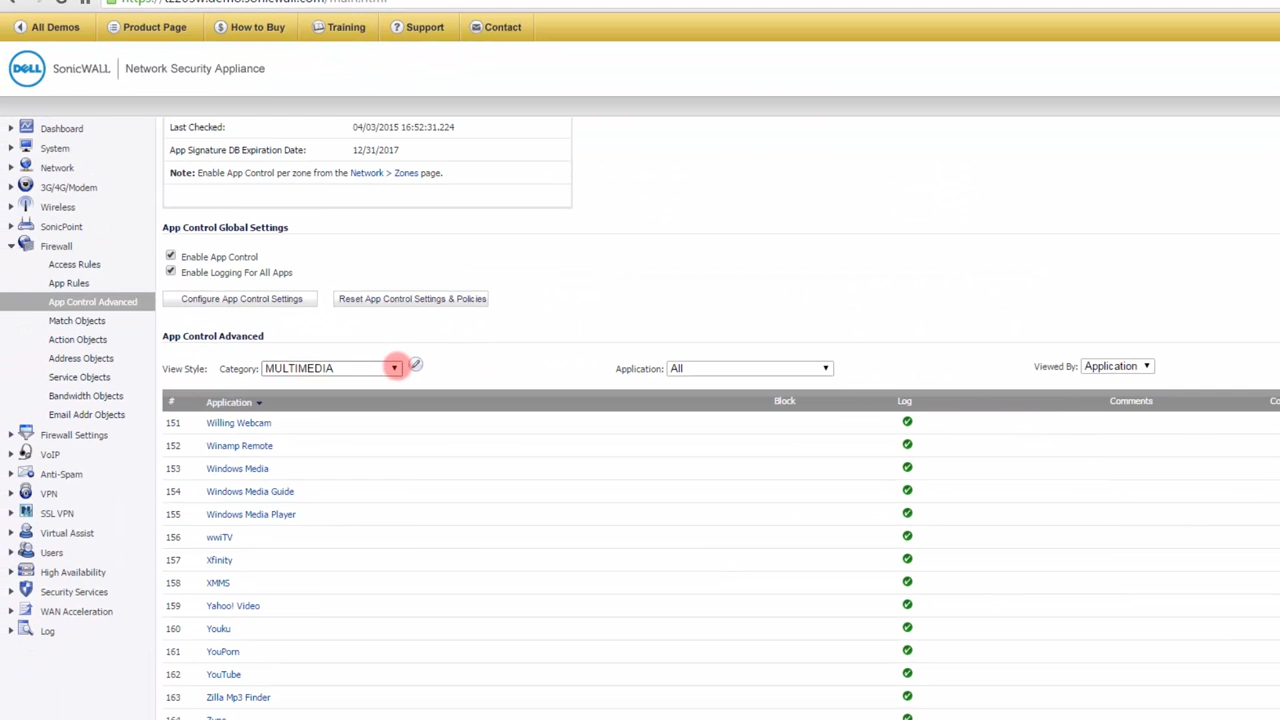 https://t2205w.demo.sonicwall.com/main.html
All Demos Product Page How to Buy Training Support Contact
DELL SonicWALL Network Security Appliance
Dashboard
System
Network
3G/4G/Modem
Wireless
SonicPoint
Firewall
Access Rules
App Rules
App Control Advanced
Match Objects
Action Objects
Address Objects
Service Objects
Bandwidth Objects
Email Addr Objects
Firewall Settings
VoIP
Anti-Spam
VPN
SSL VPN
Virtual Assist
Users
High Availability
Security Services
WAN Acceleration
Log
Last Checked: 04/03/2015 16:52:31.224
App Signature DB Expiration Date: 12/31/2017
Note: Enable App Control per zone from the Network > Zones page.
App Control Global Settings
Enable App Control
Enable Logging For All Apps
Configure App Control Settings Reset App Control Settings & Policies
App Control Advanced
View Style: Category: MULTIMEDIA Application: All Viewed By: Application
# Application Block Log Comments
151 Willing Webcam
152 Winamp Remote
153 Windows Media
154 Windows Media Guide
155 Windows Media Player
156 wwiTV
157 Xfinity
158 XMMS
159 Yahoo! Video
160 Youku
161 YouPorn
162 YouTube
163 Zilla Mp3 Finder